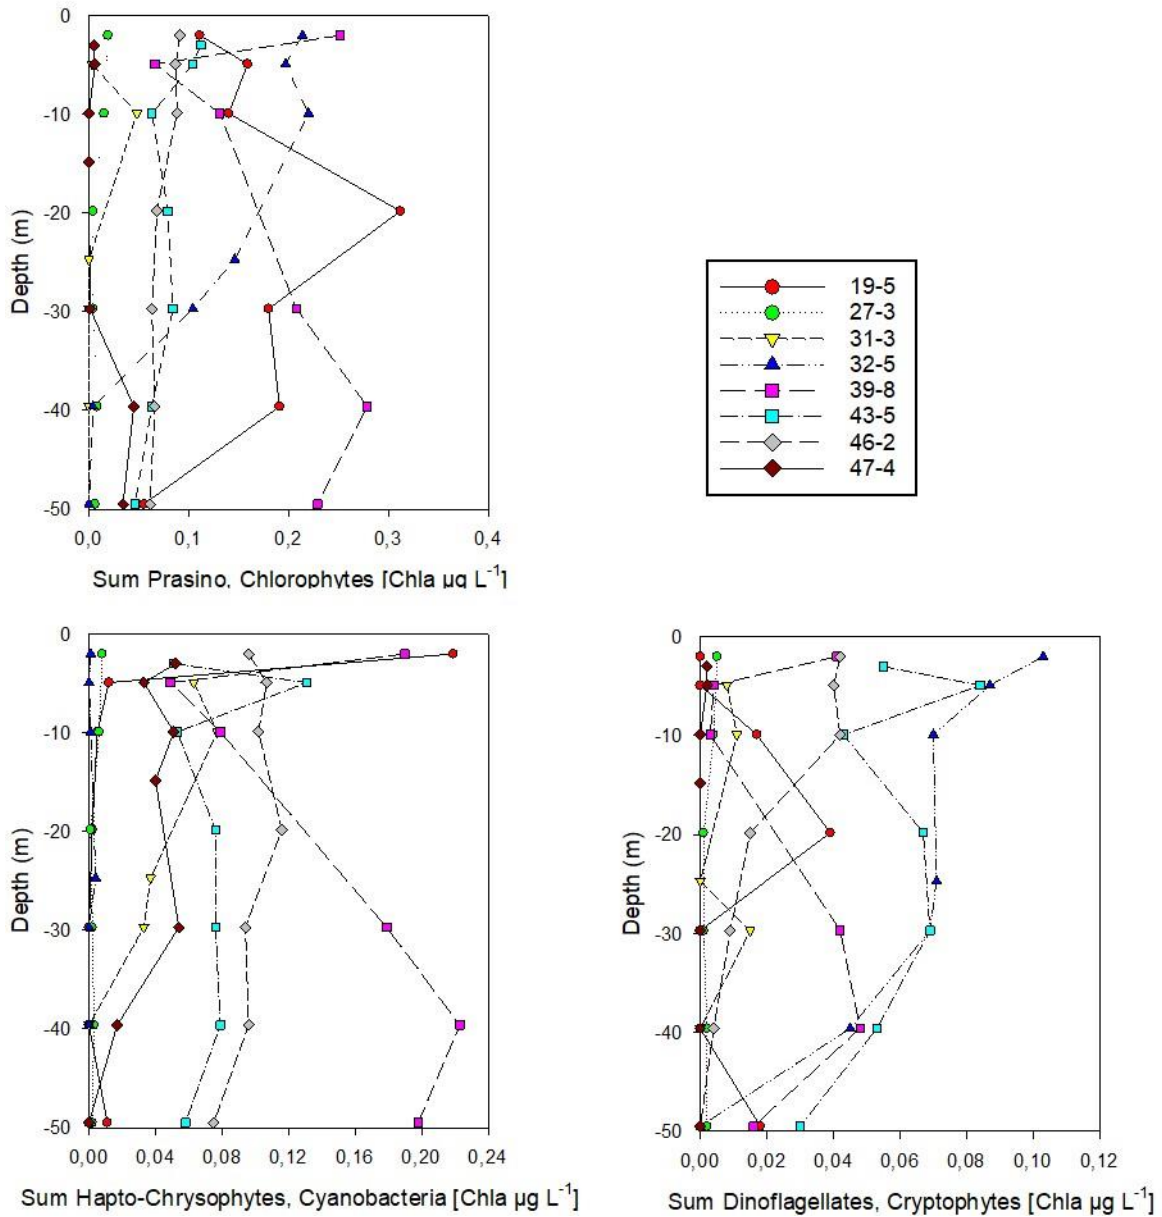 0
-10
-20
-30
-40
-50
Depth (m)
0,0 0,1 0,2 0,3 0,4
Sum Prasino, Chlorophytes [Chla µg L-1]
19-5
27-3
31-3
32-5
39-8
43-5
46-2
47-4
0
-10
-20
-30
-40
-50
Depth (m)
0,00 0,04 0,08 0,12 0,16 0,20 0,24
Sum Hapto-Chrysophytes, Cyanobacteria [Chla µg L-1]
0
-10
-20
-30
-40
-50
Depth (m)
0,00 0,02 0,04 0,06 0,08 0,10 0,12
Sum Dinoflagellates, Cryptophytes [Chla µg L-1]